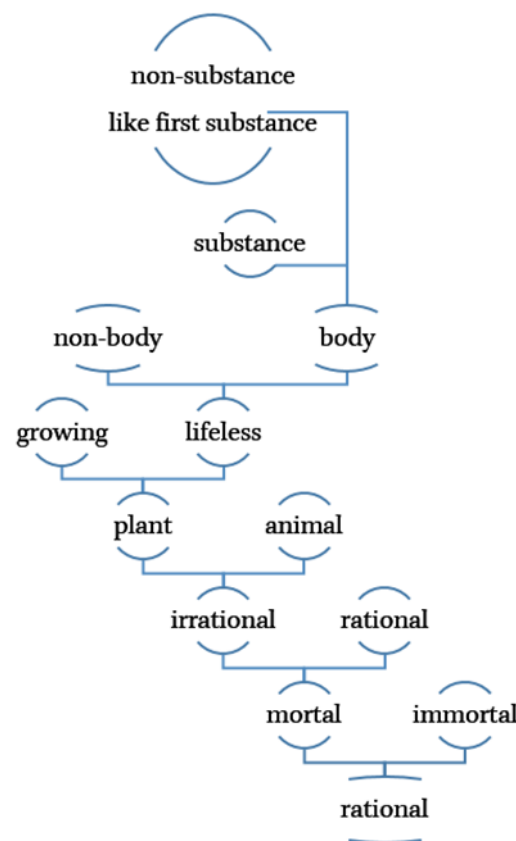 non-substance
like first substance
substance
non-body body
growing lifeless
plant animal
irrational rational
mortal immortal
rational